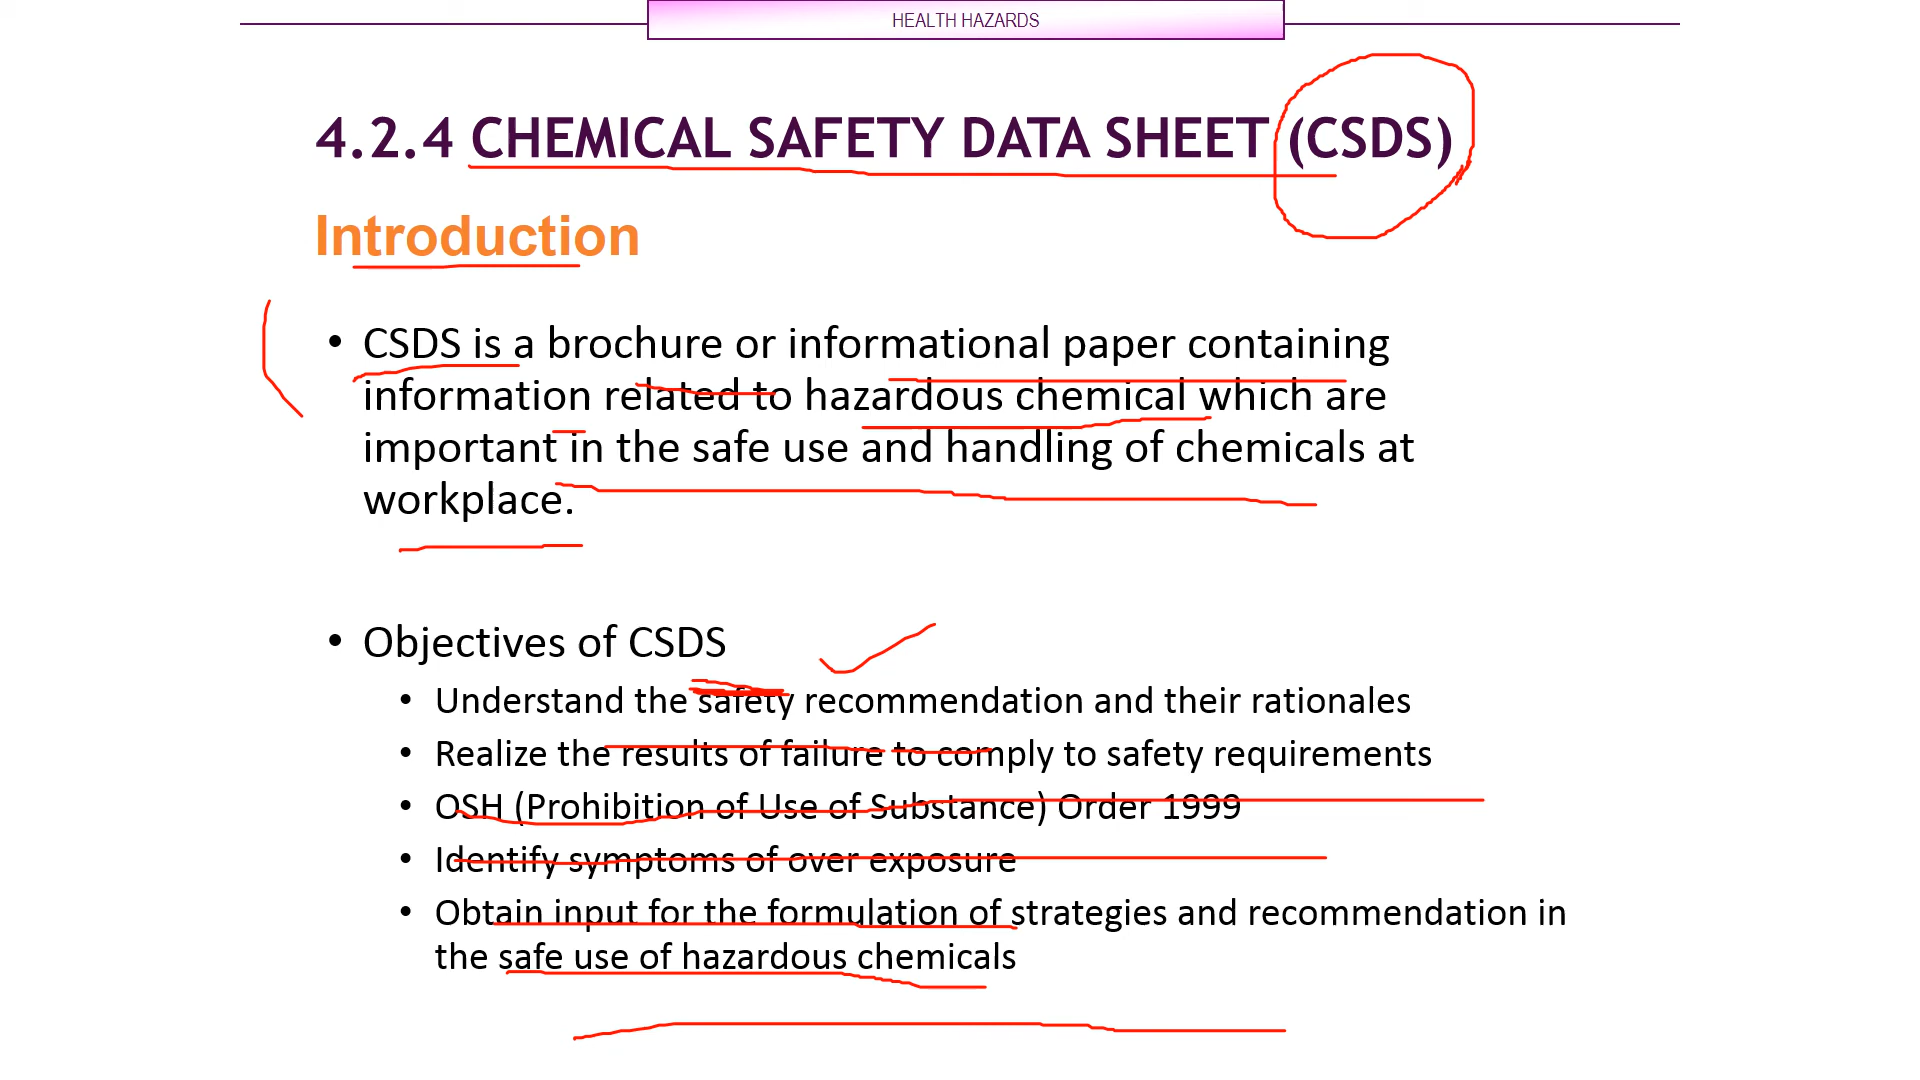 HEALTH HAZARDS
4.2.4 CHEMICAL SAFETY DATA SHEET (CSDS)
Introduction
• CSDS is a brochure or informational paper containing
information related to hazardous chemical which are
important in the safe use and handling of chemicals at
workplace.
• Objectives of CSDS
• Understand the safety recommendation and their rationales
• Realize the results of failure to comply to safety requirements
• OSH (Prohibition of Use of Substance) Order 1999
• Identify symptoms of over exposure
• Obtain input for the formulation of strategies and recommendation in
the safe use of hazardous chemicals